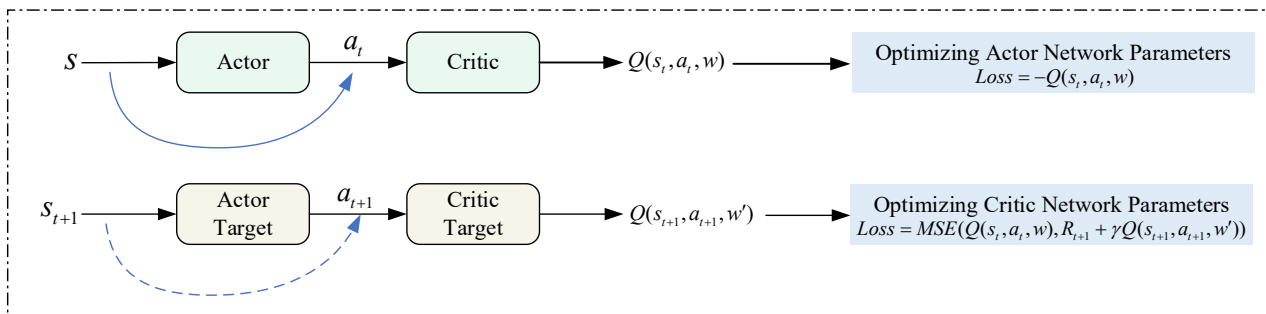 s
Actor
a_t
Critic
Q(s_t, a_t, w)
Optimizing Actor Network Parameters
Loss = −Q(s_t, a_t, w)
s_{t+1}
Actor
Target
a_{t+1}
Critic
Target
Q(s_{t+1}, a_{t+1}, w')
Optimizing Critic Network Parameters
Loss = MSE(Q(s_t, a_t, w), R_{t+1} + γQ(s_{t+1}, a_{t+1}, w'))